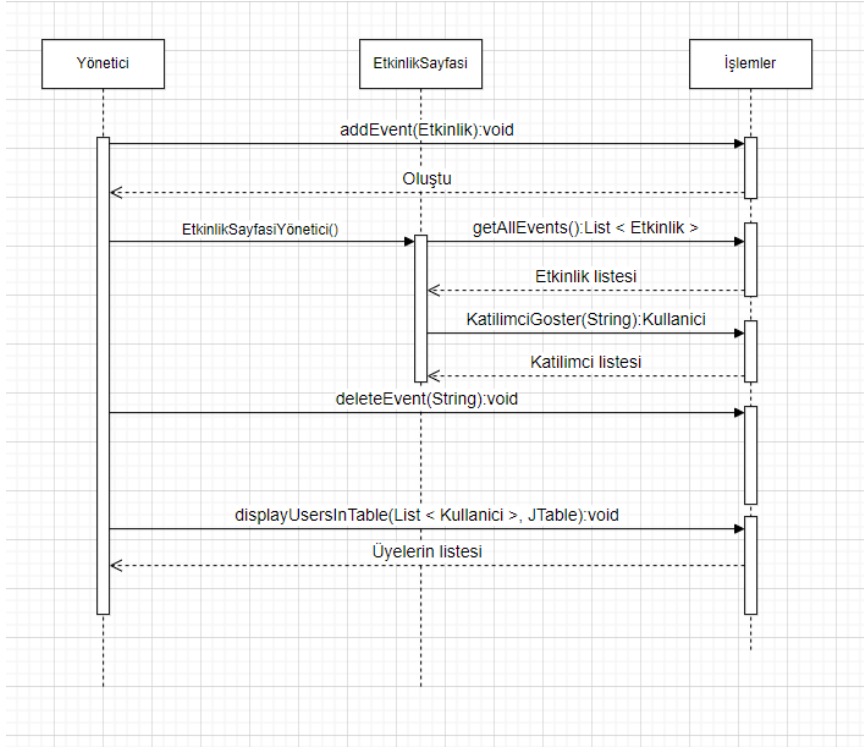 Yönetici
EtkinlikSayfasi
İşlemler
addEvent(Etkinlik):void
Oluştu
EtkinlikSayfasiYönetici()
getAllEvents():List < Etkinlik >
Etkinlik listesi
KatilimciGoster(String):Kullanici
Katilimci listesi
deleteEvent(String):void
displayUsersInTable(List < Kullanici >, JTable):void
Üyelerin listesi